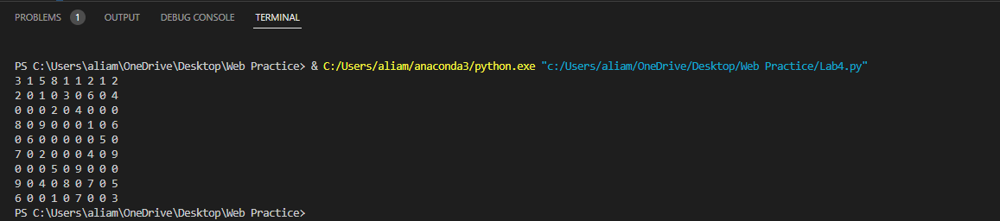 PROBLEMS 1 OUTPUT DEBUG CONSOLE TERMINAL
PS C:\Users\aliam\OneDrive\Desktop\Web Practice> & C:/Users/aliam/anaconda3/python.exe "c:/Users/aliam/OneDrive/Desktop/Web Practice/Lab4.py"
3 1 5 8 1 1 2 1 2
2 0 1 0 3 0 6 0 4
0 0 0 2 0 4 0 0 0
8 0 9 0 0 0 1 0 6
0 6 0 0 0 0 0 5 0
7 0 2 0 0 0 4 0 9
0 0 0 5 0 9 0 0 0
9 0 4 0 8 0 7 0 5
6 0 0 1 0 7 0 0 3
PS C:\Users\aliam\OneDrive\Desktop\Web Practice>